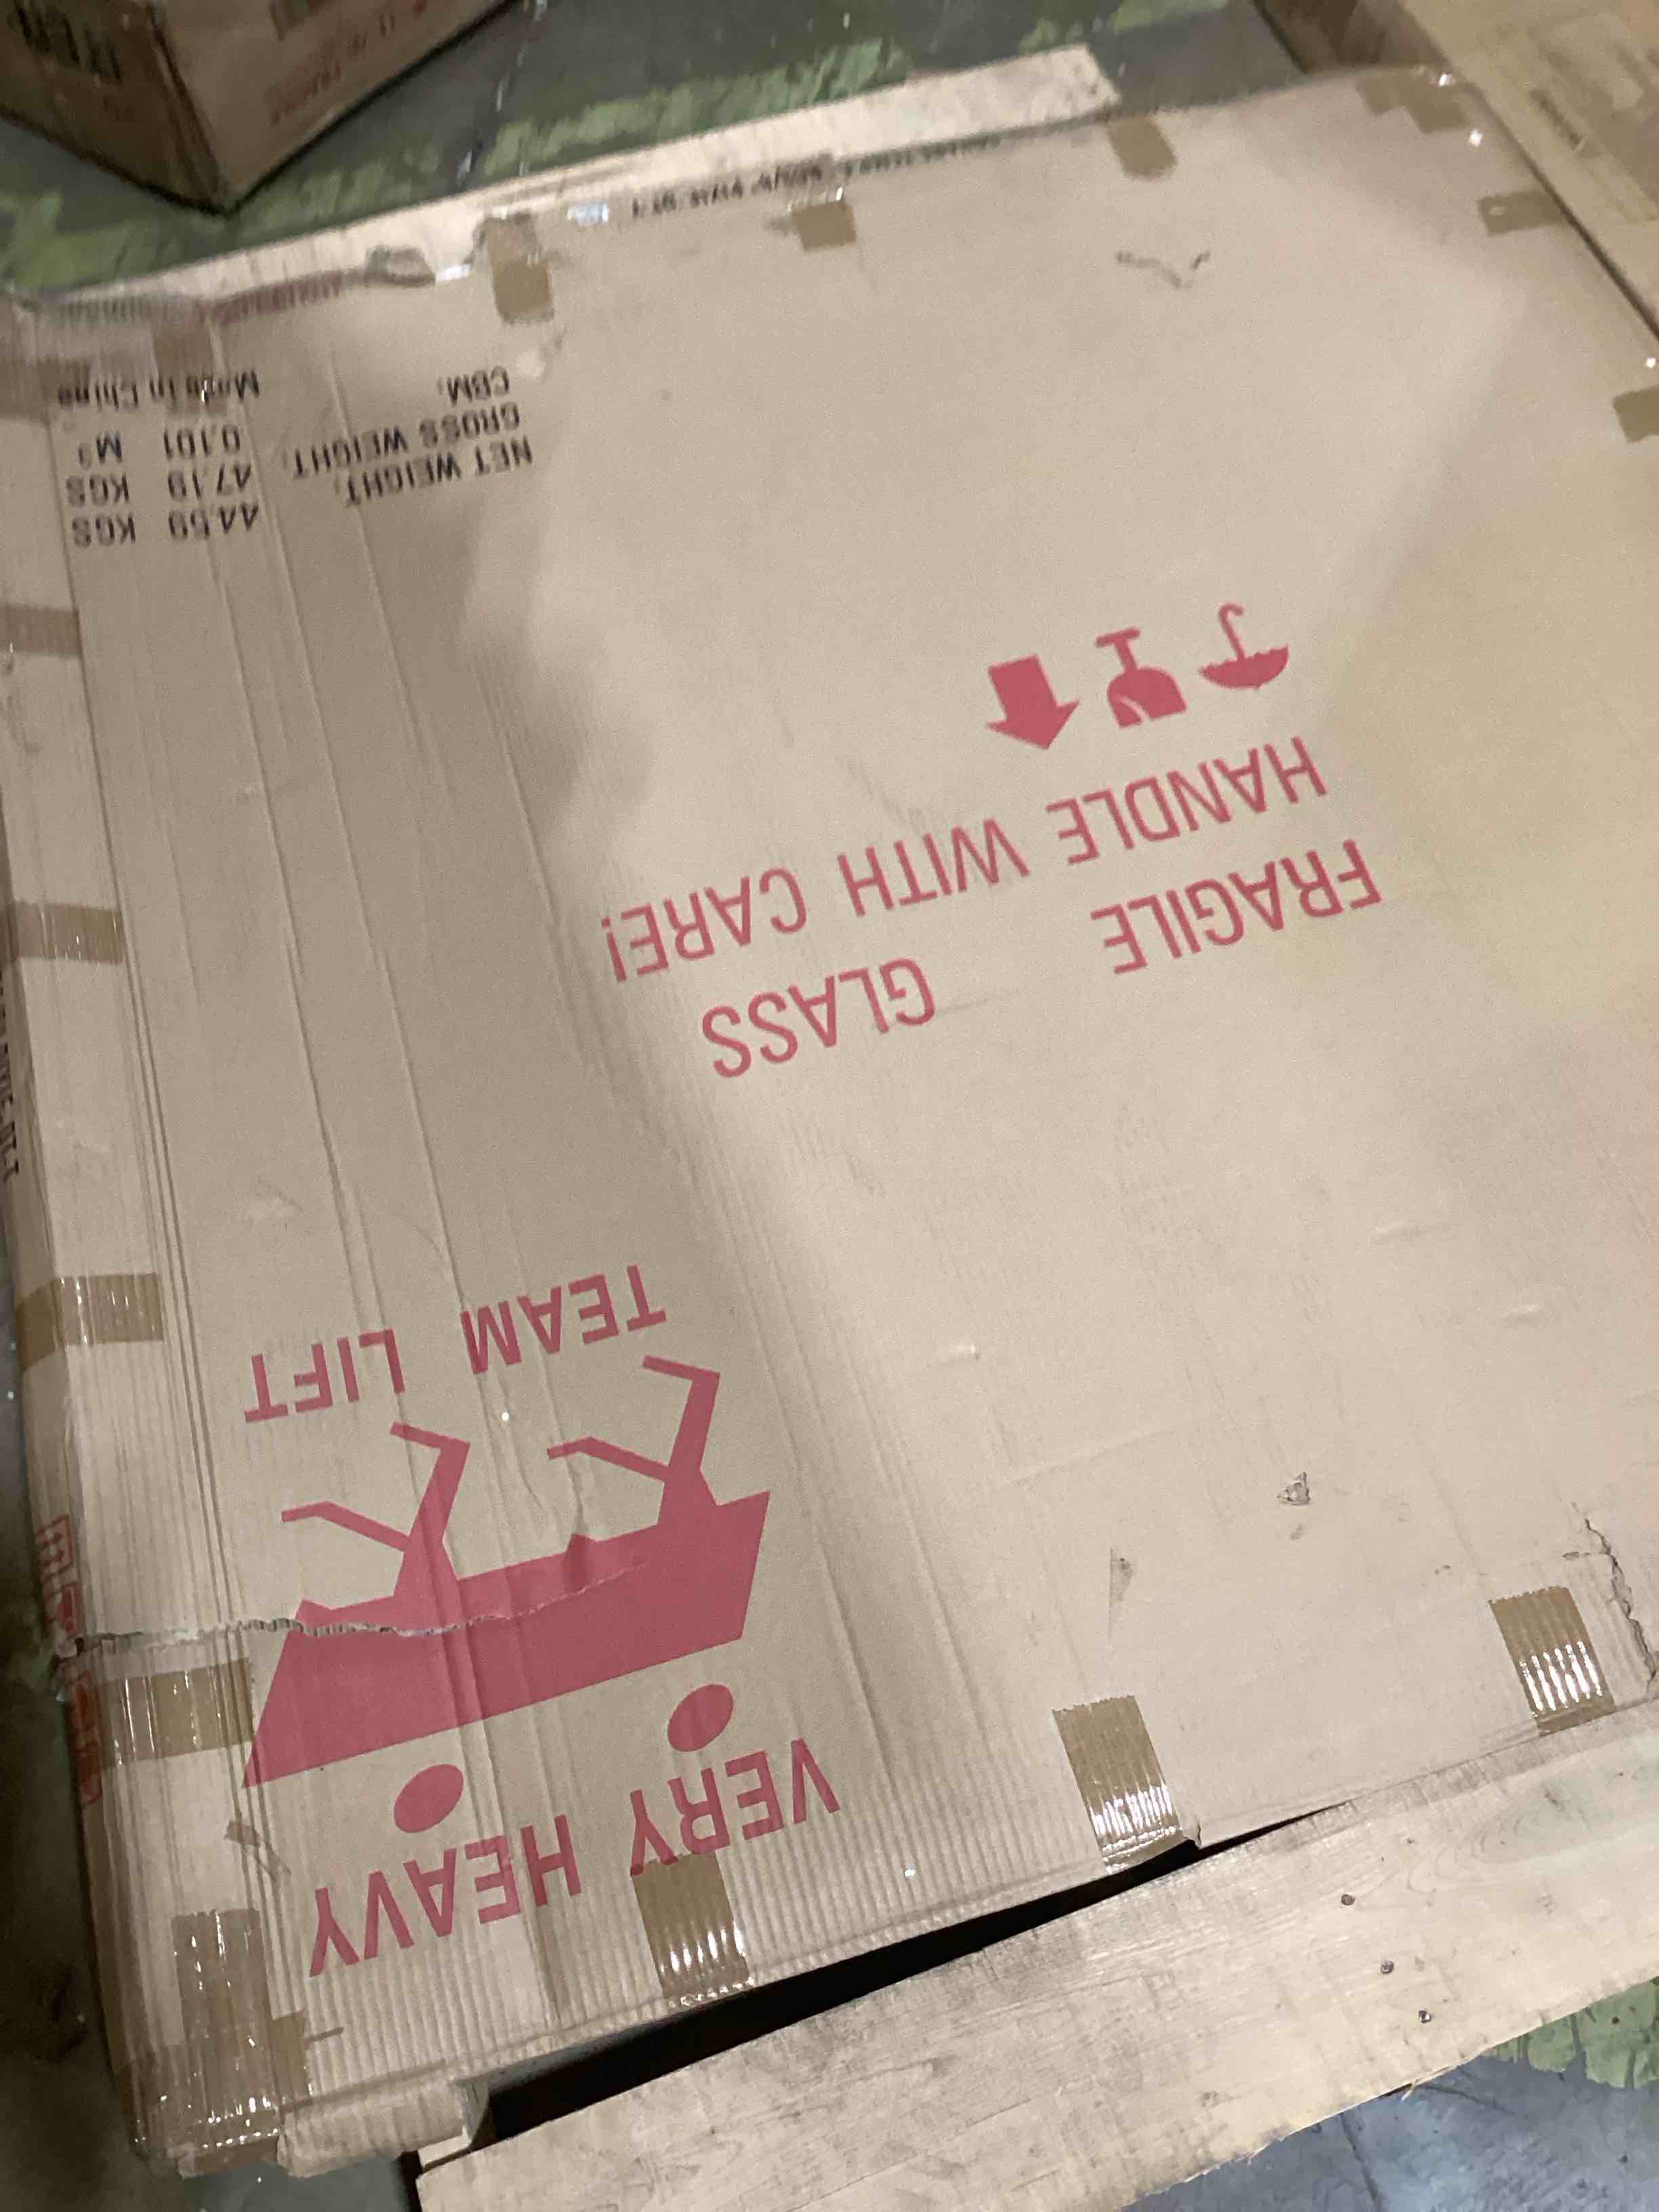 VERY HEAVY
TEAM LIFT
FRAGILE GLASS
HANDLE WITH CARE!
NET WEIGHT: 44.59 KGS
GROSS WEIGHT: 47.19 KGS
CBM: 0.101 M³
Made in China